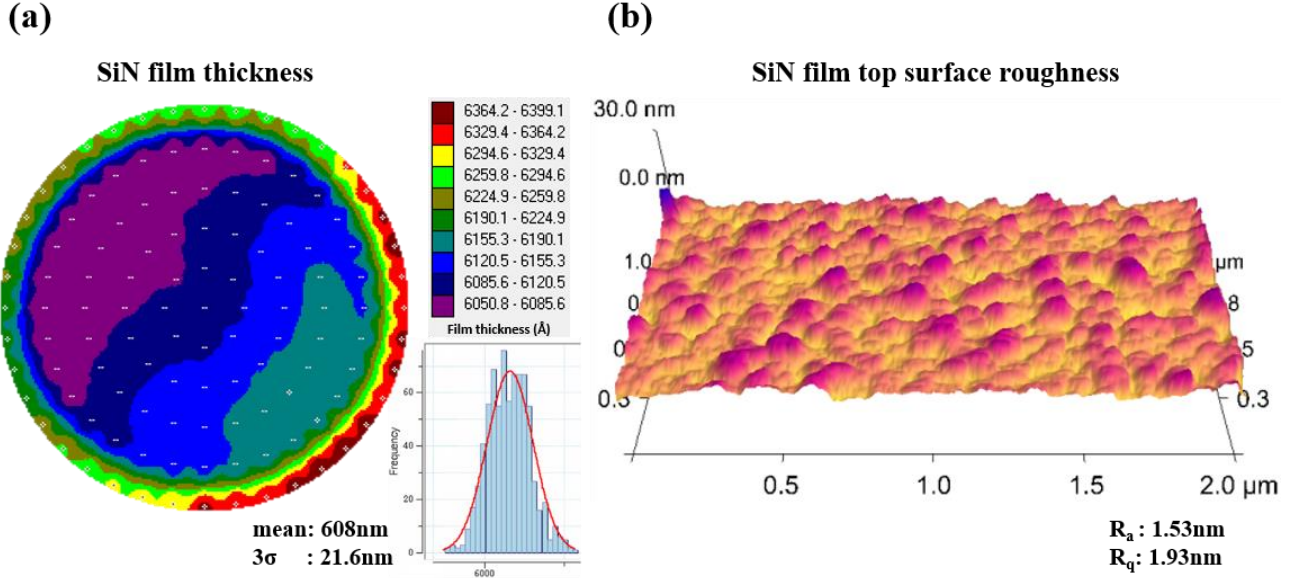 (a)
SiN film thickness
6364.2 - 6399.1
6329.4 - 6364.2
6294.6 - 6329.4
6259.8 - 6294.6
6224.9 - 6259.8
6190.1 - 6224.9
6155.3 - 6190.1
6120.5 - 6155.3
6085.6 - 6120.5
6050.8 - 6085.6
Film thickness (Å)
Frequency
60
40
20
0
6000
mean: 608nm
3σ : 21.6nm
(b)
SiN film top surface roughness
30.0 nm
0.0 nm
1.0
0
0
0.3
μm
8
5
0.3
0.5
1.0
1.5
2.0 μm
Ra : 1.53nm
Rq: 1.93nm